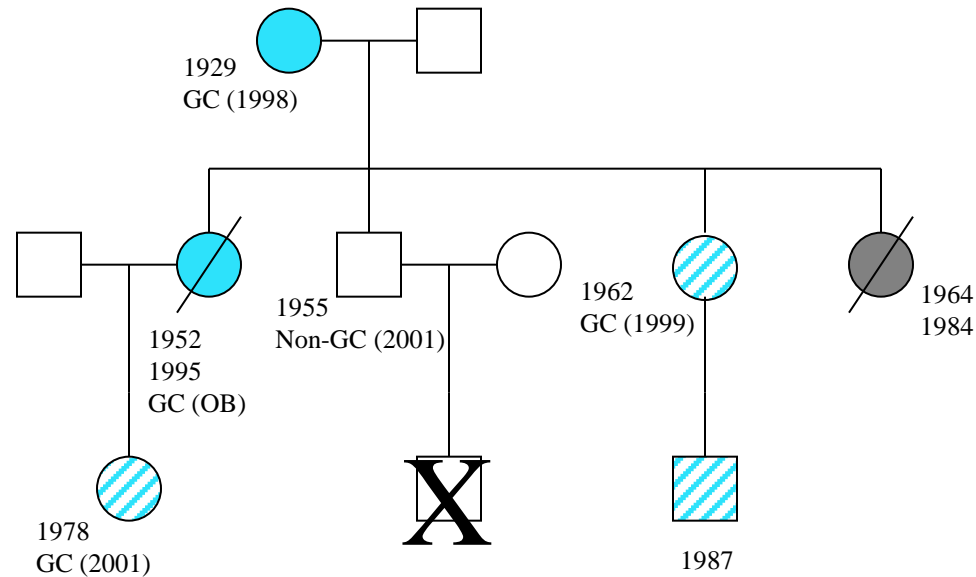 1929
GC (1998)
1952
1995
GC (OB)
1955
Non-GC (2001)
1962
GC (1999)
1964
1984
1978
GC (2001)
X
1987